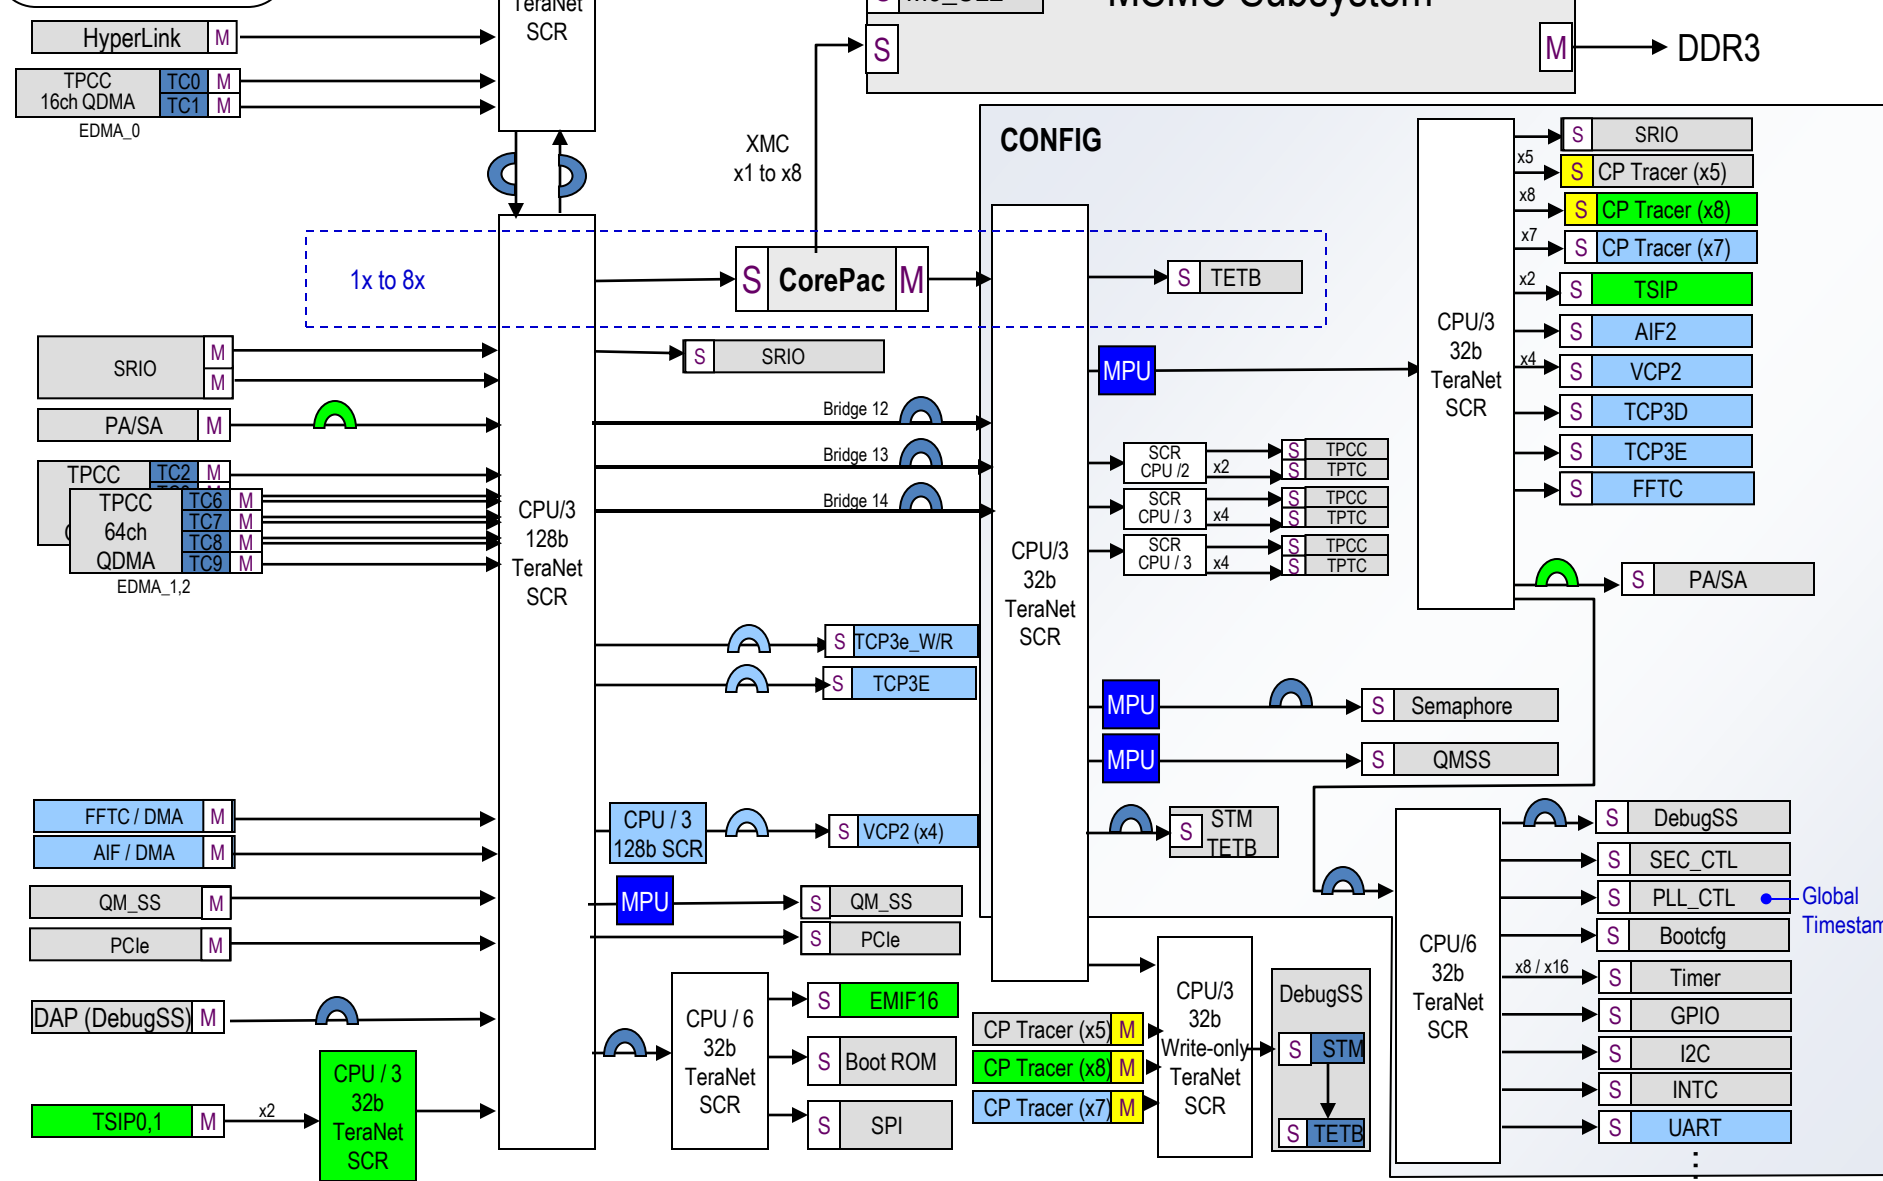 TeraNet
SCR
MSMC Subsystem
HyperLink M
S
M
DDR3
TPCC
16ch QDMA
TC0 M
TC1 M
EDMA_0
XMC
x1 to x8
CONFIG
S SRIO
x5
S CP Tracer (x5)
x8
S CP Tracer (x8)
x7
S CP Tracer (x7)
x2
S TSIP
S AIF2
x4
S VCP2
S TCP3D
S TCP3E
S FFTC
CPU/3
32b
TeraNet
SCR
S PA/SA
1x to 8x
S CorePac M
S TETB
SRIO
M
M
S SRIO
MPU
PA/SA M
Bridge 12
Bridge 13
Bridge 14
TPCC
TC2 M
TPCC
64ch
QDMA
TC6 M
TC7 M
TC8 M
TC9 M
EDMA_1,2
CPU/3
128b
TeraNet
SCR
CPU/3
32b
TeraNet
SCR
SCR
CPU /2
x2
S TPCC
S TPTC
SCR
CPU / 3
x4
S TPCC
S TPTC
SCR
CPU / 3
x4
S TPCC
S TPTC
S TCP3e_W/R
S TCP3E
MPU
S Semaphore
MPU
S QMSS
FFTC / DMA M
AIF / DMA M
CPU / 3
128b SCR
S VCP2 (x4)
S STM
TETB
QM_SS M
MPU
S QM_SS
PCIe M
S PCIe
DAP (DebugSS) M
CPU / 6
32b
TeraNet
SCR
S EMIF16
S Boot ROM
S SPI
TSIP0,1 M
x2
CPU / 3
32b
TeraNet
SCR
CP Tracer (x5) M
CP Tracer (x8) M
CP Tracer (x7) M
CPU/3
32b
Write-only
TeraNet
SCR
DebugSS
S STM
S TETB
CPU/6
32b
TeraNet
SCR
S DebugSS
S SEC_CTL
S PLL_CTL
Global
Timestam
S Bootcfg
x8 / x16
S Timer
S GPIO
S I2C
S INTC
S UART